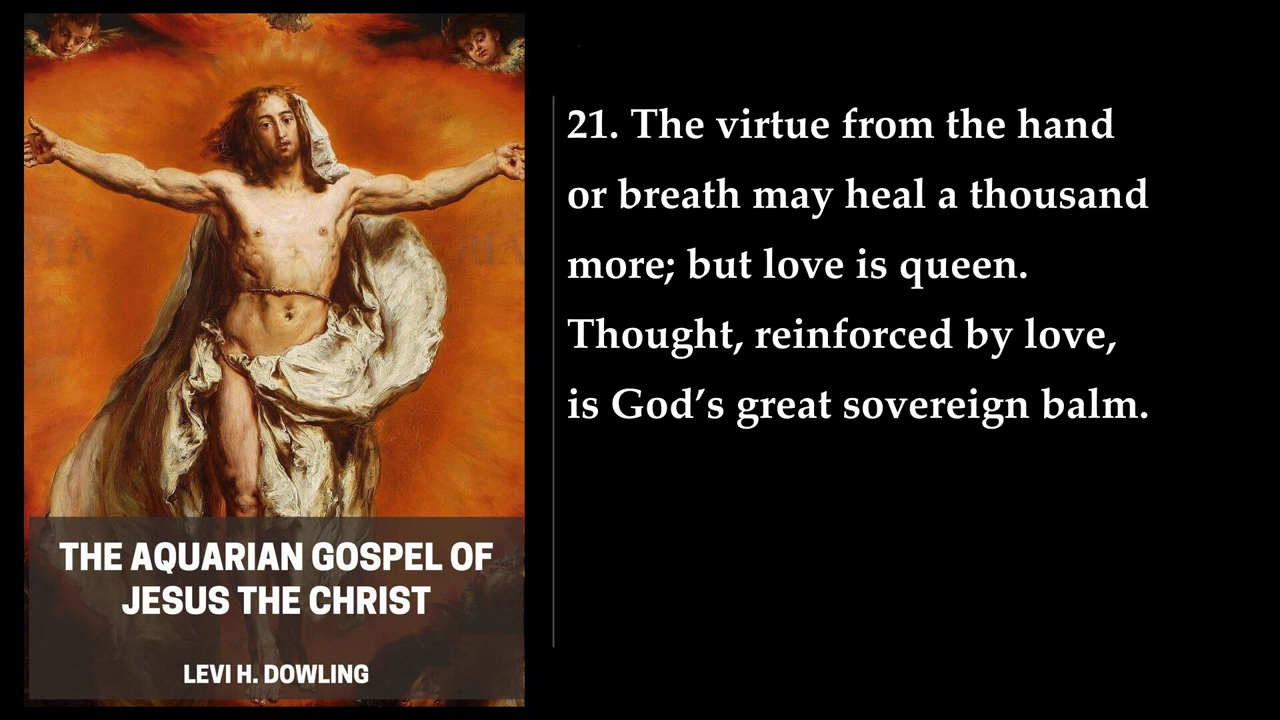 21. The virtue from the hand
or breath may heal a thousand
more; but love is queen.
Thought, reinforced by love,
is God’s great sovereign balm.
THE AQUARIAN GOSPEL OF
JESUS THE CHRIST
LEVI H. DOWLING